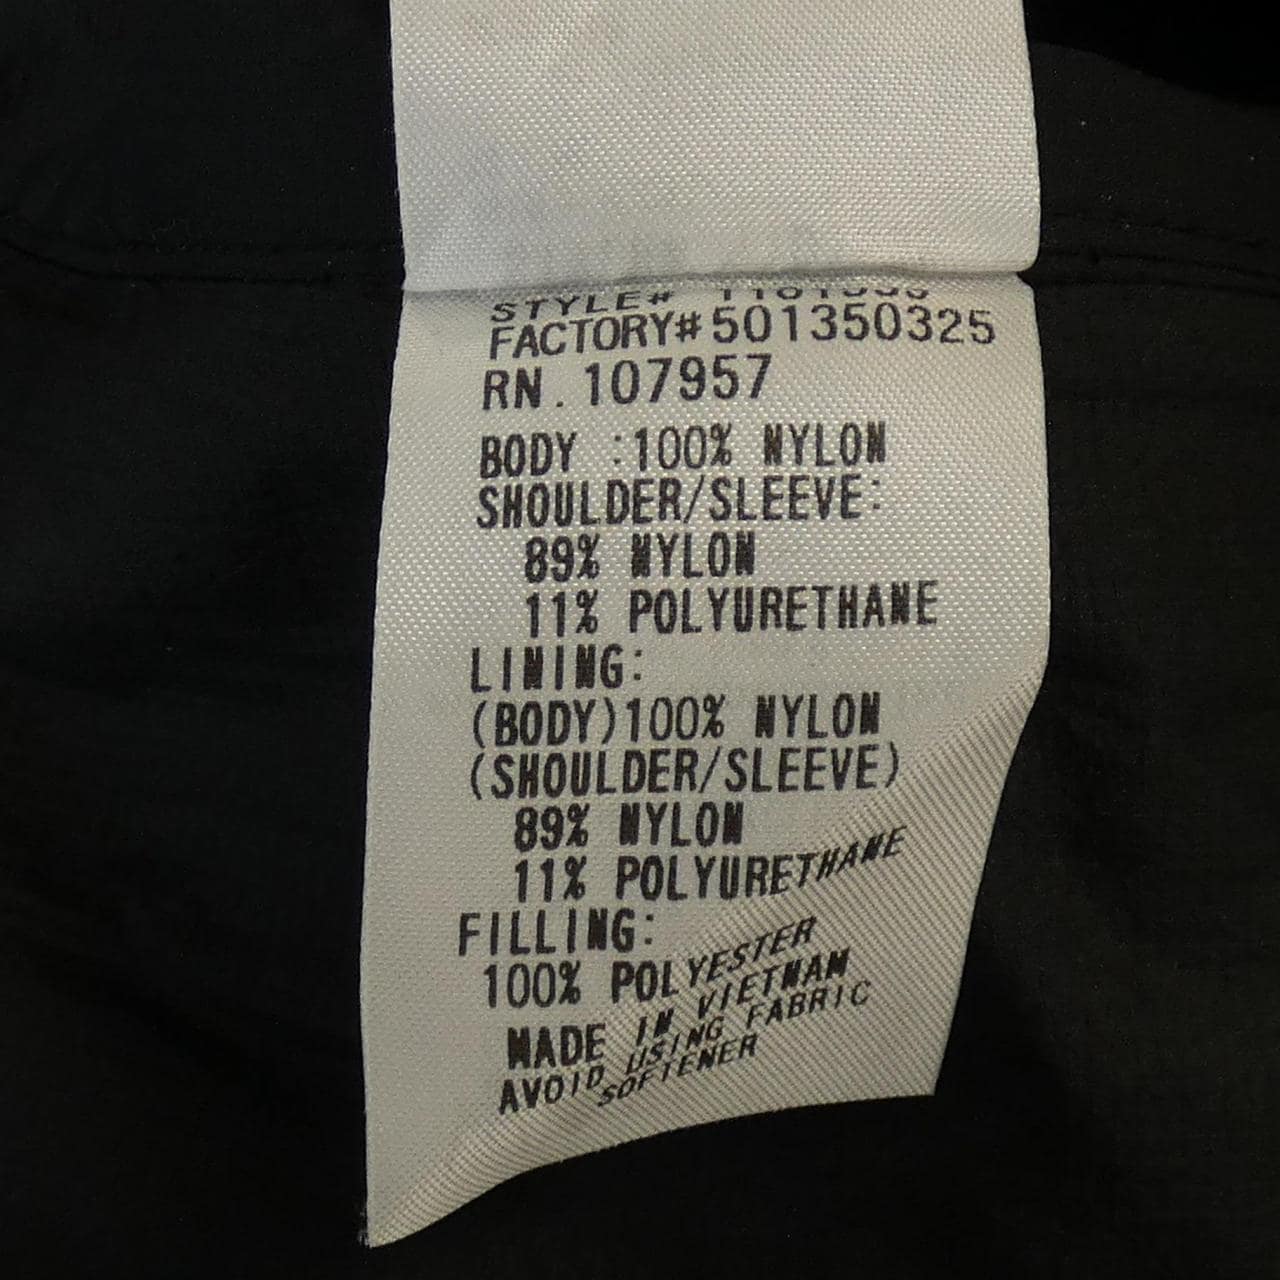 STYLE#
FACTORY#501350325
RN.107957
BODY :100% NYLON
SHOULDER/SLEEVE:
89% NYLON
11% POLYURETHANE
LINING:
(BODY)100% NYLON
(SHOULDER/SLEEVE)
89% NYLON
11% POLYURETHANE
FILLING:
100% POLYESTER
MADE IN VIETNAM
AVOID USING FABRIC
SOFTENER